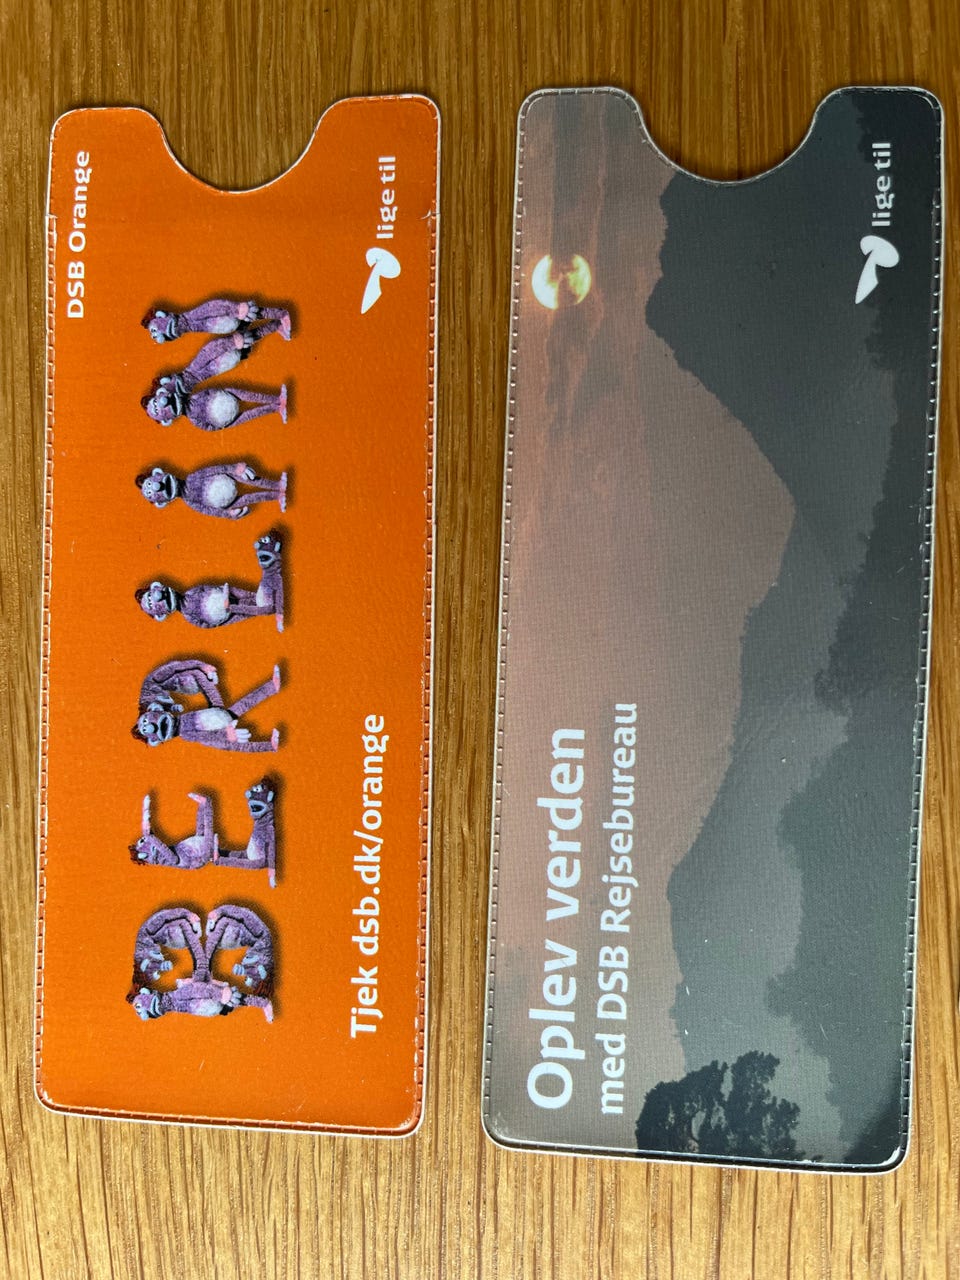 DSB Orange
BERLIN
Tjek dsb.dk/orange
lige til
Oplev verden
med DSB Rejsebureau
lige til